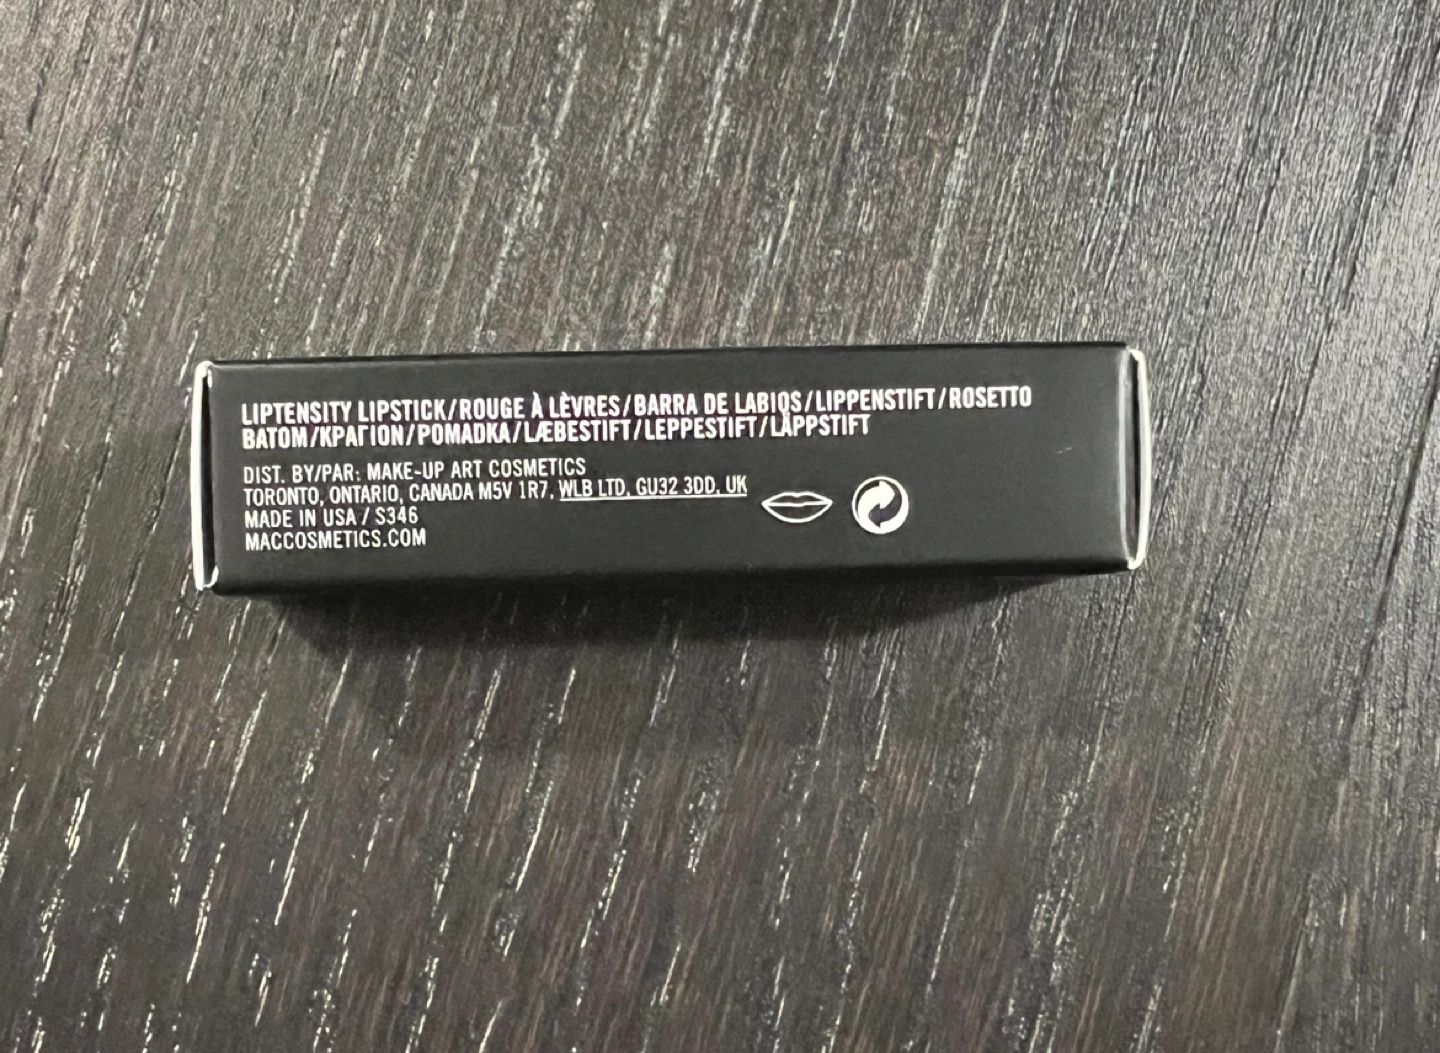 LIPTENSITY LIPSTICK/ROUGE À LÈVRES/BARRA DE LABIOS/LIPPENSTIFT/ROSETTO
BATOM/ΚΡΑΓΙΟΝ/POMADKA/LÆBESTIFT/LEPPESTIFT/LÄPPSTIFT
DIST. BY/PAR: MAKE-UP ART COSMETICS
TORONTO, ONTARIO, CANADA M5V 1R7, WLB LTD, GU32 3DD, UK
MADE IN USA / S346
MACCOSMETICS.COM